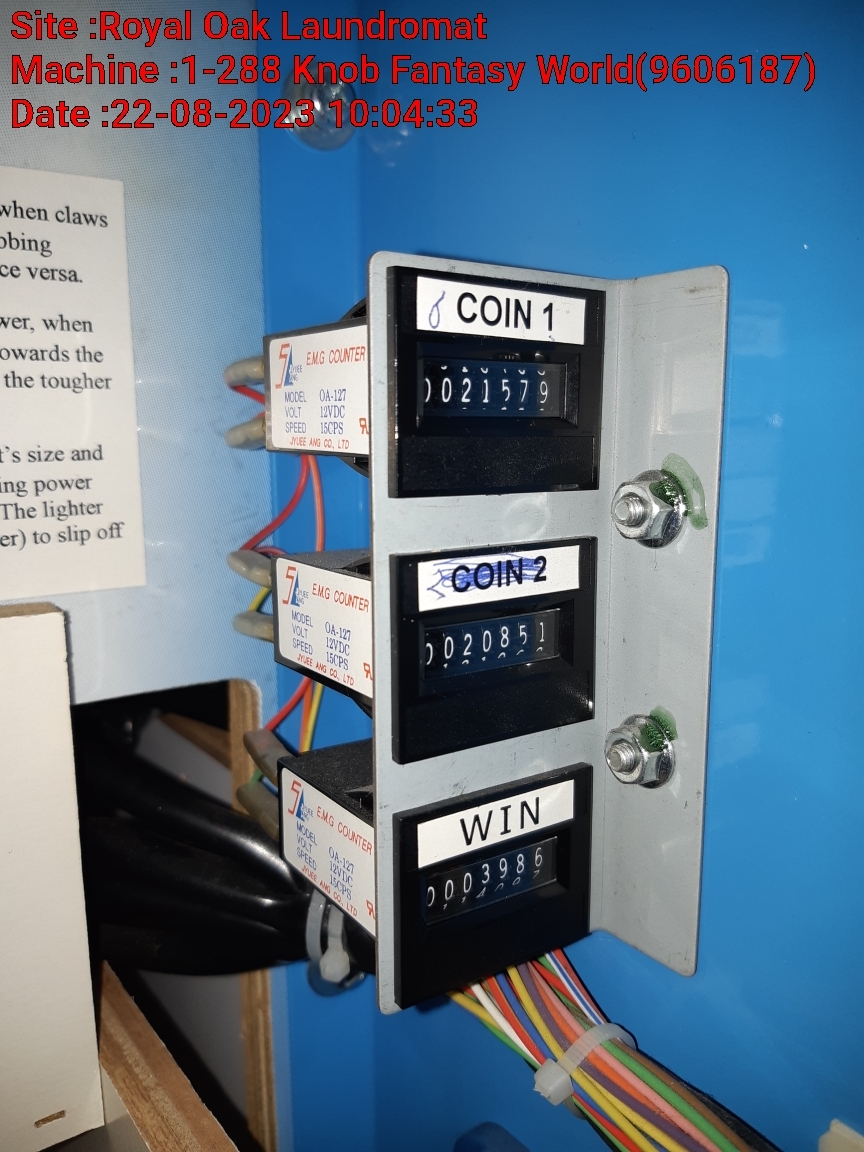 Site :Royal Oak Laundromat
Machine :1-288 Knob Fantasy World(9606187)
Date :22-08-2023 10:04:33
when claws
ce versa.
when
owards the
the tougher
t's size and
ing power
The lighter
er) to slip off
COIN 1
0021579
E.M.G COUNTER
MODEL OA-127
VOLT 12VDC
SPEED 15CPS
JYUEE ANG CO., LTD
COIN 2
0020851
E.M.G COUNTER
MODEL OA-127
VOLT 12VDC
SPEED 15CPS
JYUEE ANG CO., LTD
WIN
0003986
E.M.G COUNTER
MODEL OA-127
VOLT 12VDC
SPEED 15CPS
JYUEE ANG CO., LTD